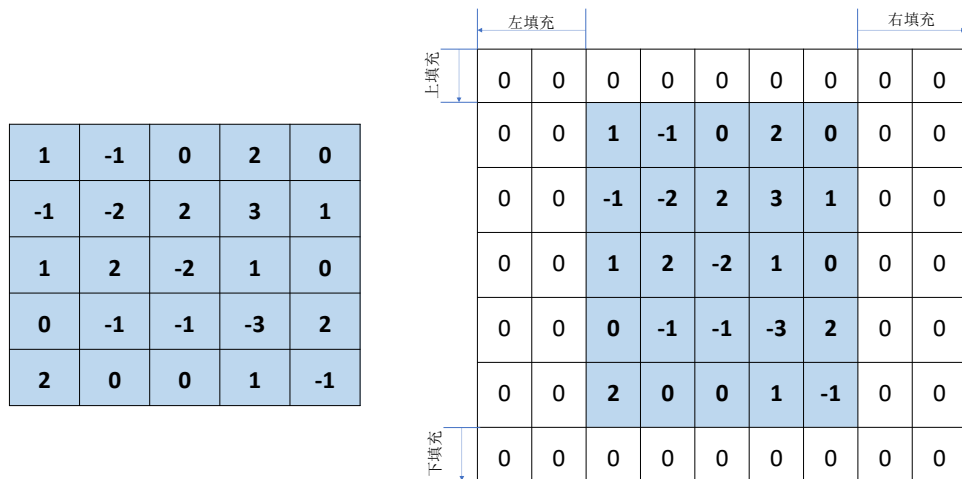 左填充 右填充
上填充
0 0 0 0 0 0 0 0 0
0 0 1 -1 0 2 0 0 0
0 0 -1 -2 2 3 1 0 0
0 0 1 2 -2 1 0 0 0
0 0 0 -1 -1 -3 2 0 0
0 0 2 0 0 1 -1 0 0
下填充
0 0 0 0 0 0 0 0 0
1 -1 0 2 0
-1 -2 2 3 1
1 2 -2 1 0
0 -1 -1 -3 2
2 0 0 1 -1